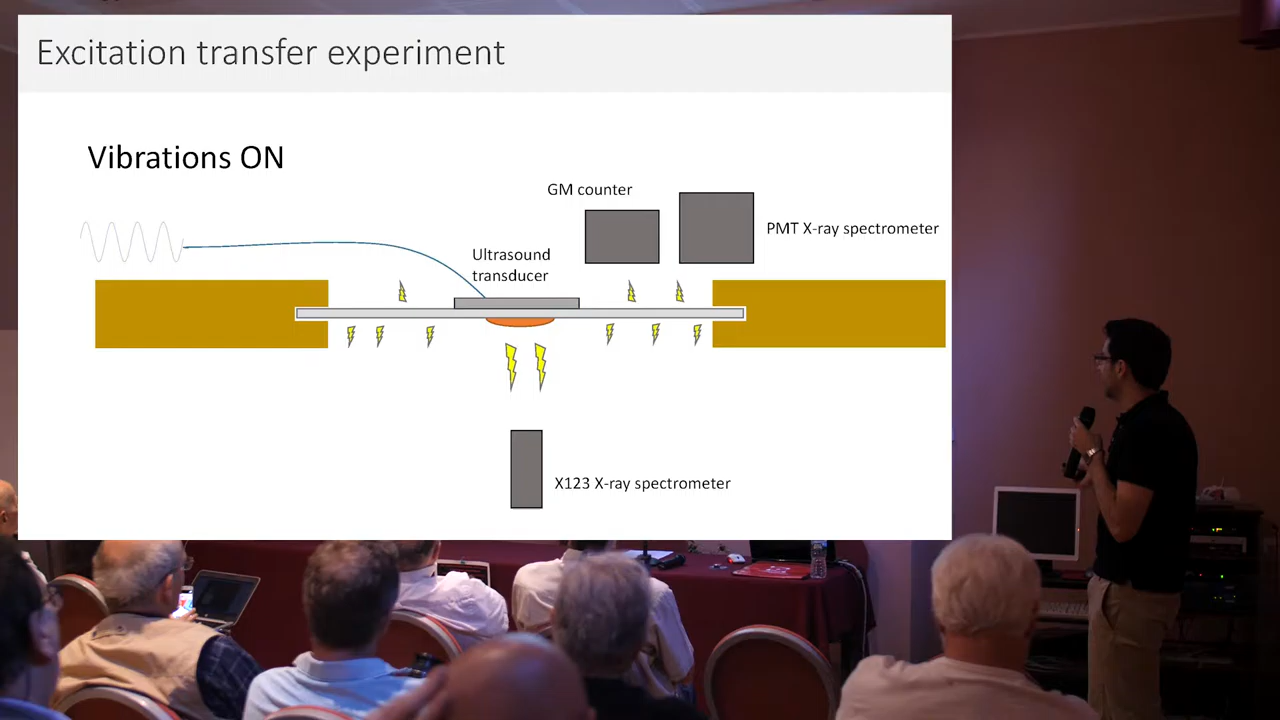 Excitation transfer experiment
Vibrations ON
GM counter
PMT X-ray spectrometer
Ultrasound
transducer
X123 X-ray spectrometer